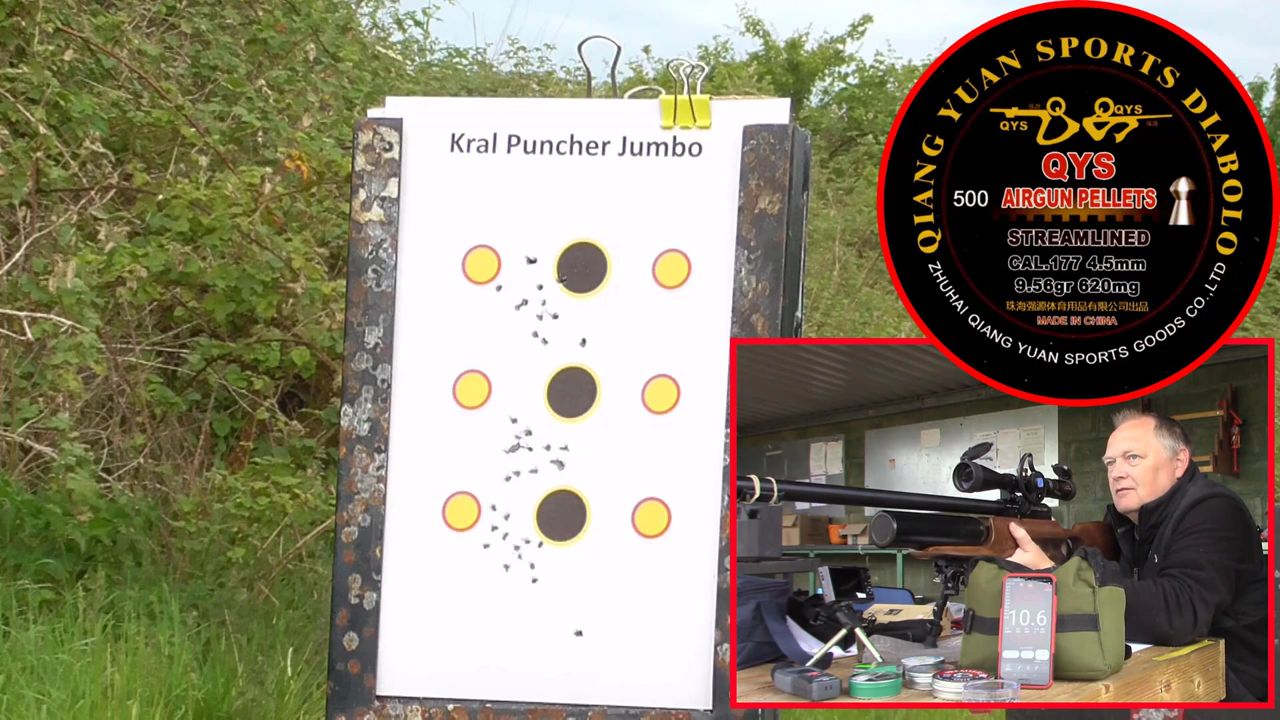 Kral Puncher Jumbo
QIANG YUAN SPORTS DIABOLO
QYS
QYS
QYS
500
AIRGUN PELLETS
STREAMLINED
CAL.177 4.5mm
9.56gr 620mg
珠海强源体育用品有限公司出品
MADE IN CHINA
ZHUHAI QIANG YUAN SPORTS GOODS CO.,LTD
10.6